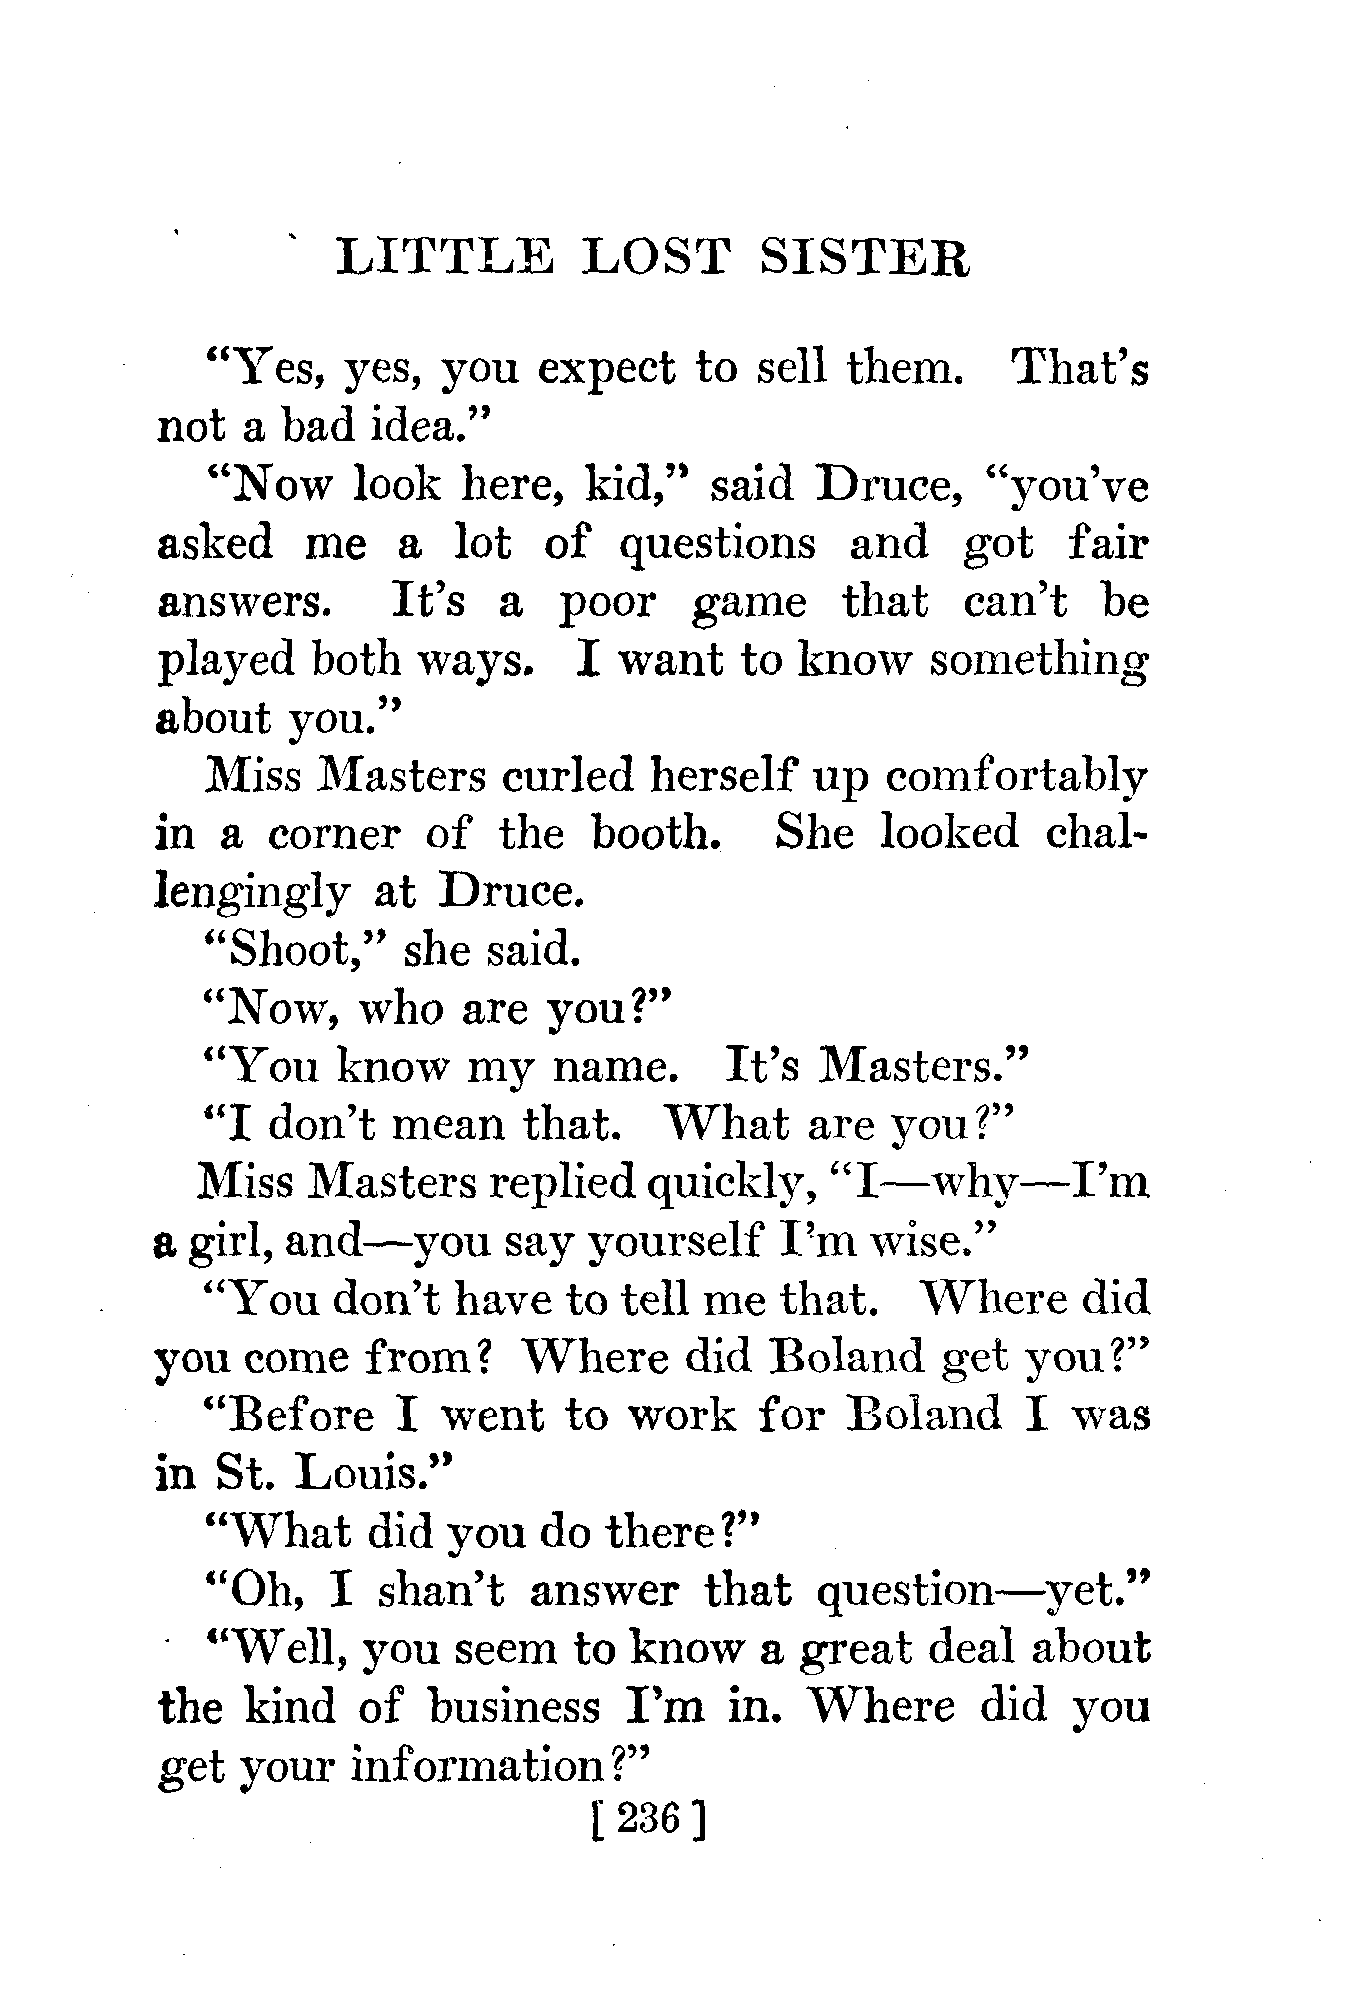 LITTLE LOST SISTER
“Yes, yes, you expect to sell them. That’s
not a bad idea.”
“Now look here, kid,” said Druce, “you’ve
asked me a lot of questions and got fair
answers. It’s a poor game that can’t be
played both ways. I want to know something
about you.”
Miss Masters curled herself up comfortably
in a corner of the booth. She looked chal-
lengingly at Druce.
“Shoot,” she said.
“Now, who are you?”
“You know my name. It’s Masters.”
“I don’t mean that. What are you?”
Miss Masters replied quickly, “I—why—I’m
a girl, and—you say yourself I’m wise.”
“You don’t have to tell me that. Where did
you come from? Where did Boland get you?”
“Before I went to work for Boland I was
in St. Louis.”
“What did you do there?”
“Oh, I shan’t answer that question—yet.”
“Well, you seem to know a great deal about
the kind of business I’m in. Where did you
get your information?”
[ 236 ]